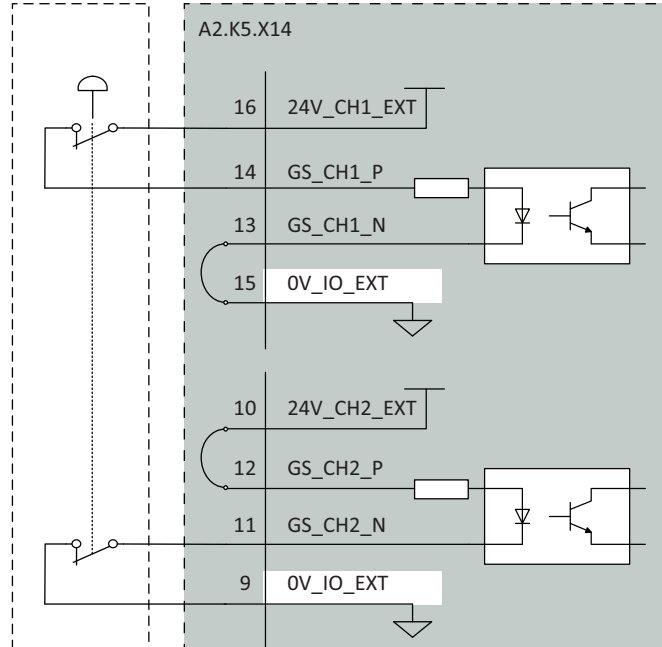 A2.K5.X14
16 24V_CH1_EXT
14 GS_CH1_P
13 GS_CH1_N
15 0V_IO_EXT
10 24V_CH2_EXT
12 GS_CH2_P
11 GS_CH2_N
9 0V_IO_EXT